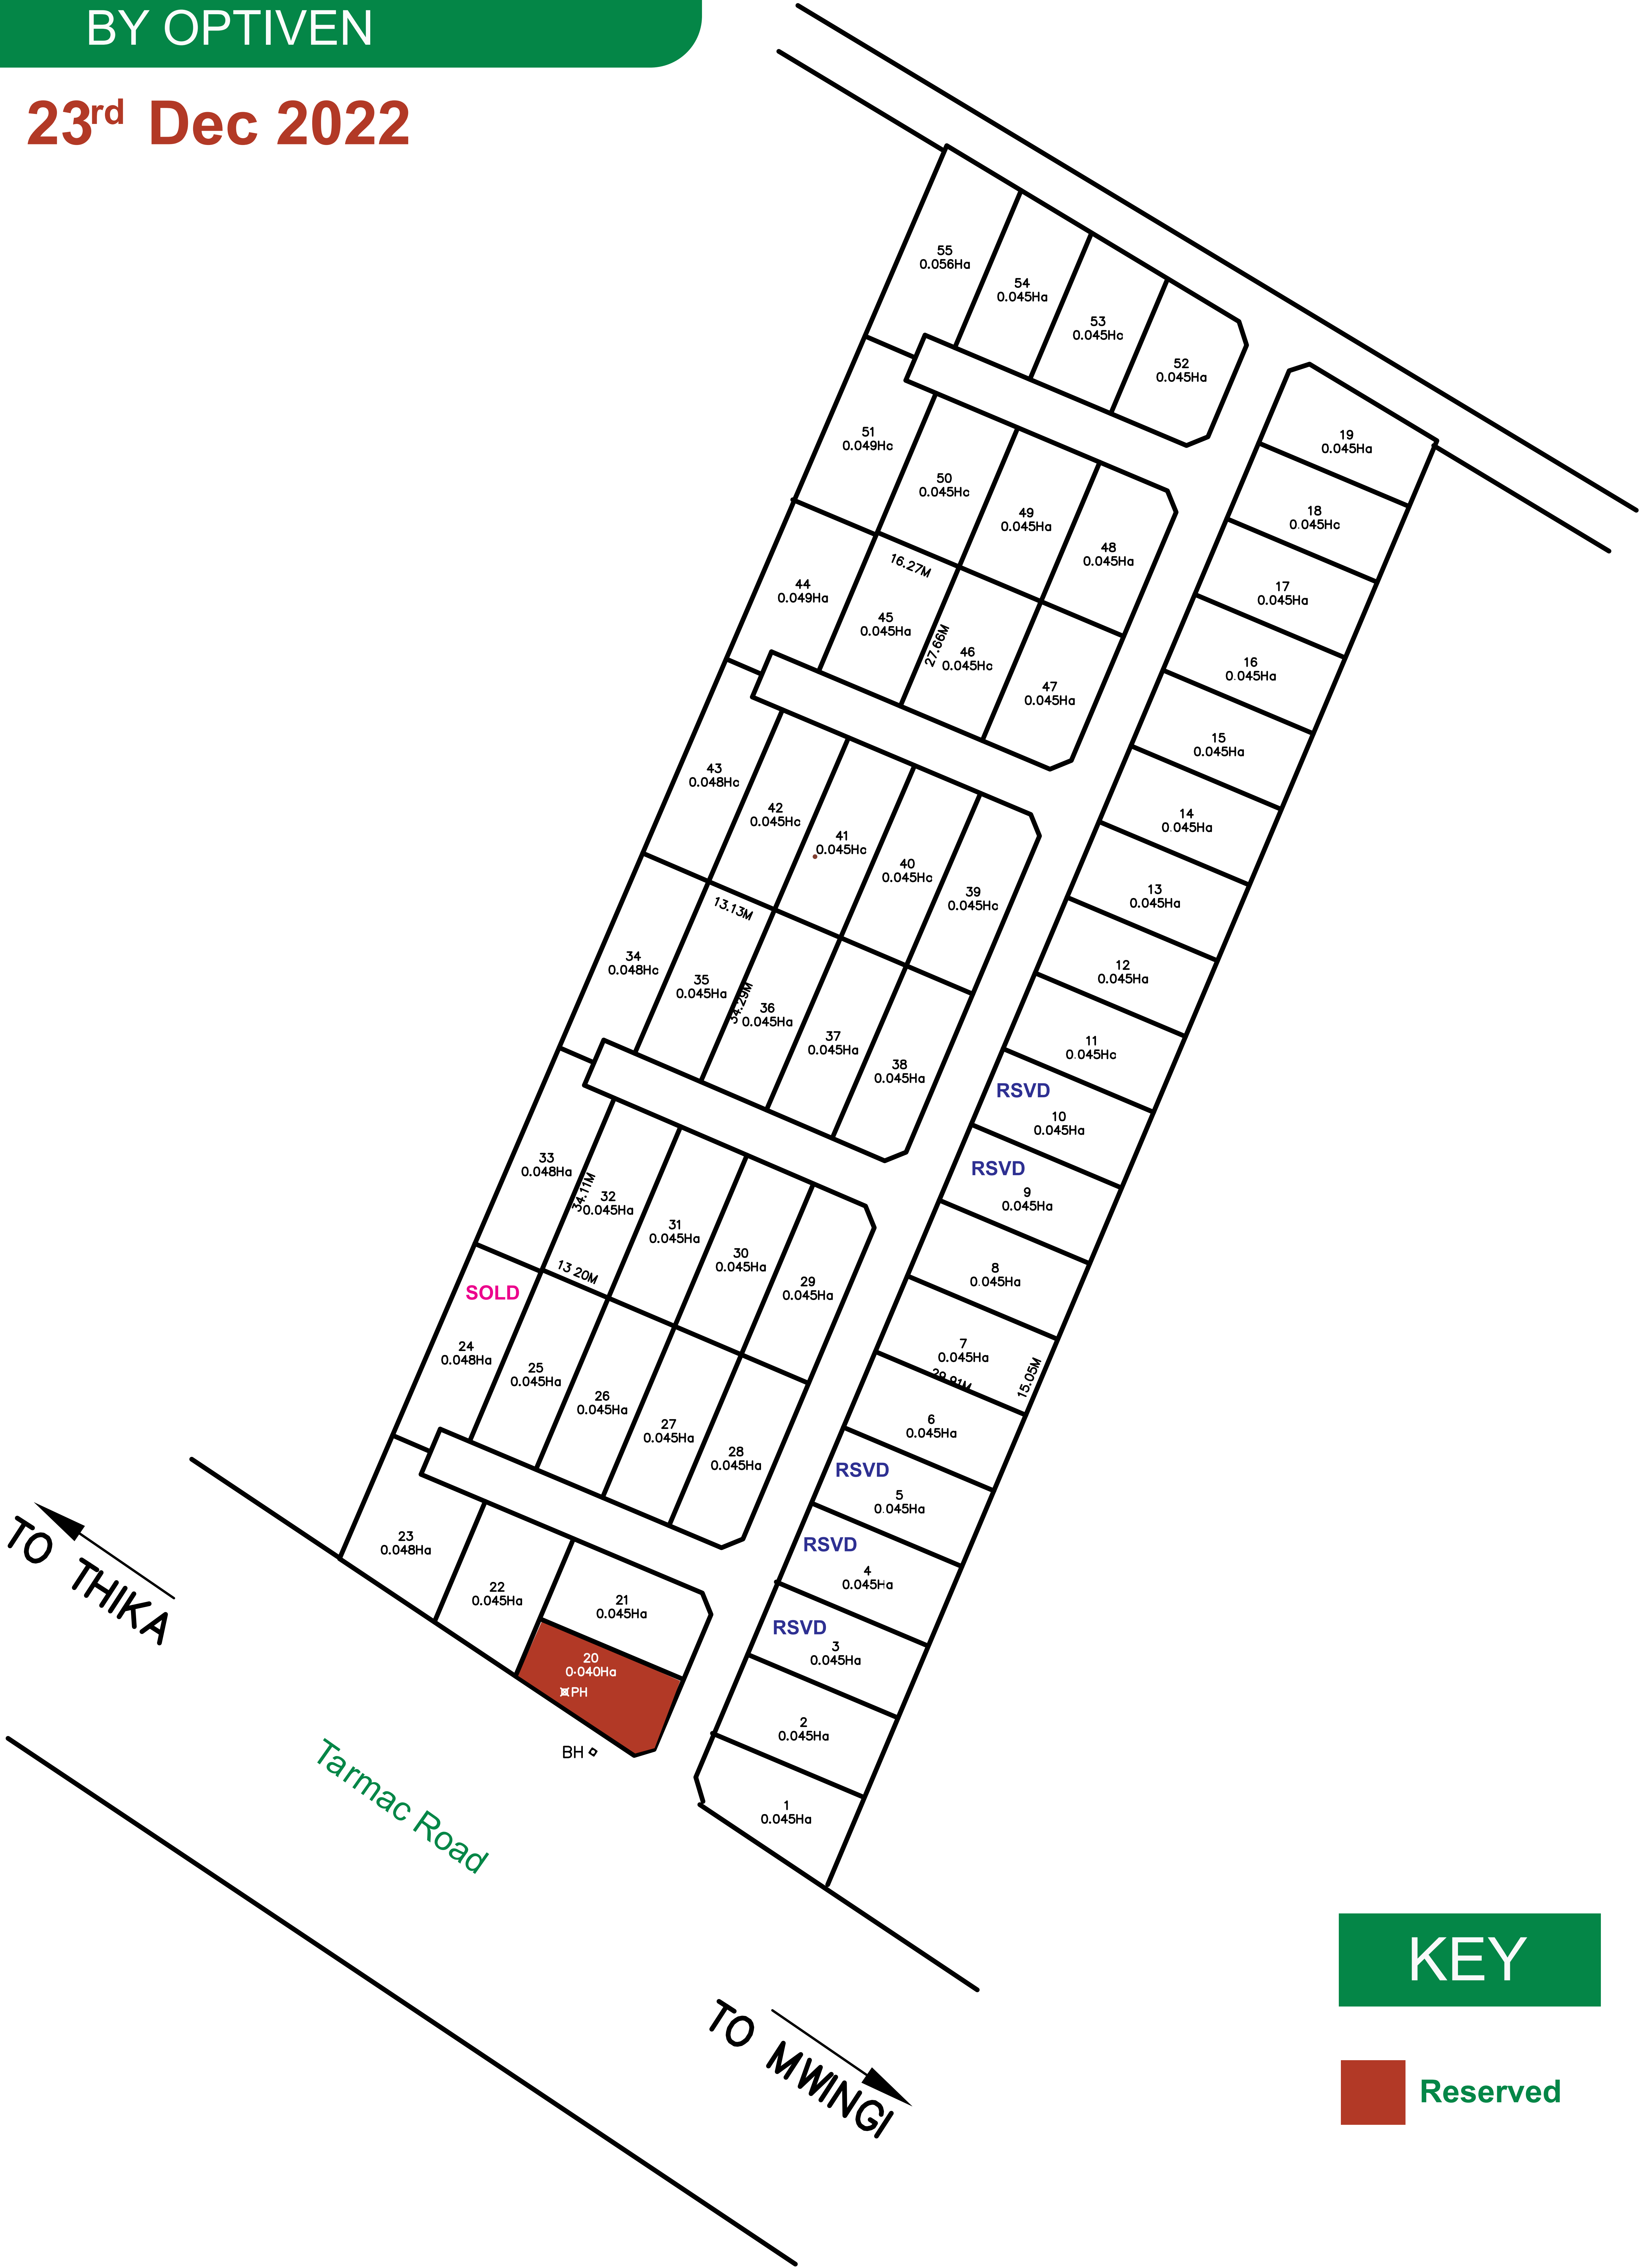 BY OPTIVEN
23rd Dec 2022
55
0.056Ha
54
0.045Ha
53
0.045Ha
52
0.045Ha
51
0.049Ha
50
0.045Ha
49
0.045Ha
48
0.045Ha
19
0.045Ha
18
0.045Ha
17
0.045Ha
16
0.045Ha
15
0.045Ha
14
0.045Ha
13
0.045Ha
12
0.045Ha
11
0.045Ha
44
0.049Ha
16.27M
45
0.045Ha
27.66M
46
0.045Ha
47
0.045Ha
43
0.048Ha
42
0.045Ha
41
0.045Ha
40
0.045Ha
39
0.045Ha
13.13M
34
0.048Ha
35
0.045Ha
34.29M
36
0.045Ha
37
0.045Ha
38
0.045Ha
RSVD
10
0.045Ha
RSVD
9
0.045Ha
8
0.045Ha
7
0.045Ha
29.91M
15.05M
6
0.045Ha
33
0.048Ha
34.11M
32
0.045Ha
31
0.045Ha
30
0.045Ha
29
0.045Ha
13.20M
SOLD
24
0.048Ha
25
0.045Ha
26
0.045Ha
27
0.045Ha
28
0.045Ha
RSVD
5
0.045Ha
RSVD
4
0.045Ha
RSVD
3
0.045Ha
2
0.045Ha
1
0.045Ha
23
0.048Ha
22
0.045Ha
21
0.045Ha
20
0.040Ha
PH
BH
TO THIKA
Tarmac Road
TO MWINGI
KEY
Reserved